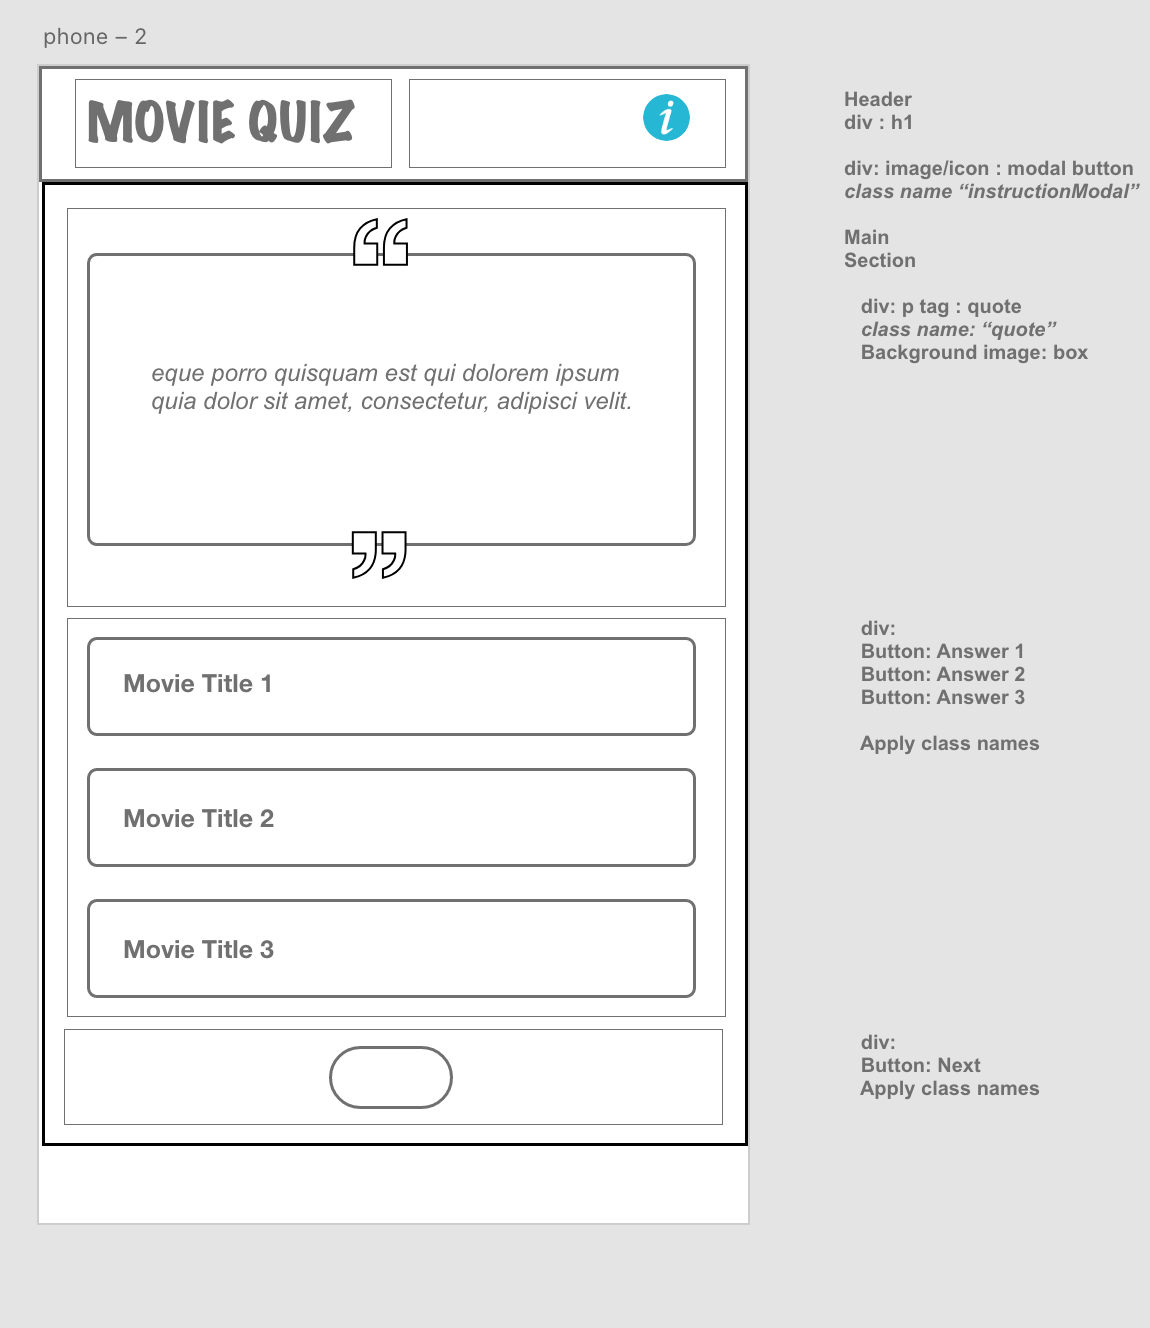 phone – 2
MOVIE QUIZ
i
eque porro quisquam est qui dolorem ipsum
quia dolor sit amet, consectetur, adipisci velit.
Movie Title 1
Movie Title 2
Movie Title 3
Header
div : h1
div: image/icon : modal button
class name “instructionModal”
Main
Section
div: p tag : quote
class name: “quote”
Background image: box
div:
Button: Answer 1
Button: Answer 2
Button: Answer 3
Apply class names
div:
Button: Next
Apply class names